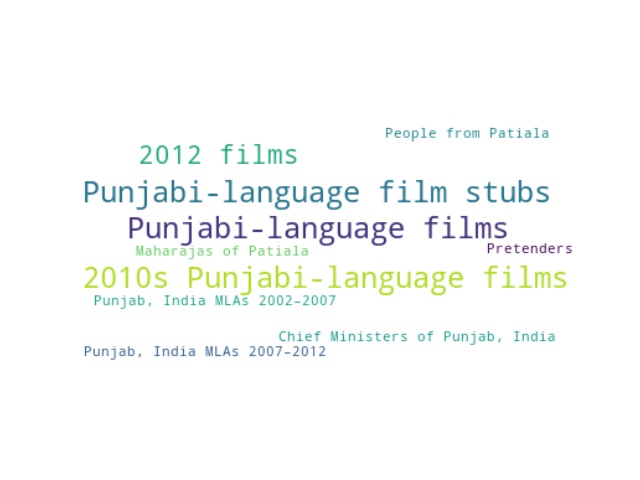 People from Patiala
2012 films
Punjabi-language film stubs
Punjabi-language films
Maharajas of Patiala
Pretenders
2010s Punjabi-language films
Punjab, India MLAs 2002–2007
Chief Ministers of Punjab, India
Punjab, India MLAs 2007–2012